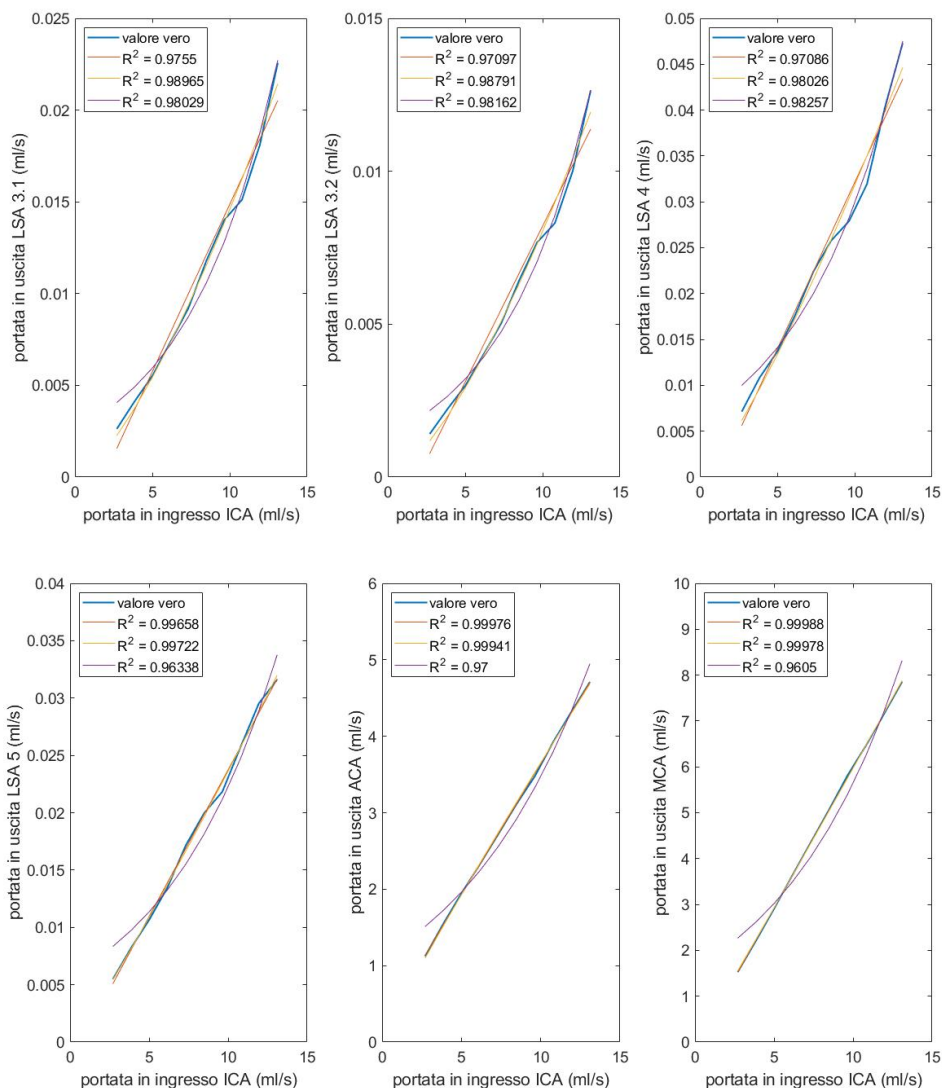 0.025
0.02
0.015
0.01
0.005
0
valore vero
R² = 0.9755
R² = 0.98965
R² = 0.98029
portata in uscita LSA 3.1 (ml/s)
0 5 10 15
portata in ingresso ICA (ml/s)
0.015
0.01
0.005
0
valore vero
R² = 0.97097
R² = 0.98791
R² = 0.98162
portata in uscita LSA 3.2 (ml/s)
0 5 10 15
portata in ingresso ICA (ml/s)
0.05
0.045
0.04
0.035
0.03
0.025
0.02
0.015
0.01
0.005
0
valore vero
R² = 0.97086
R² = 0.98026
R² = 0.98257
portata in uscita LSA 4 (ml/s)
0 5 10 15
portata in ingresso ICA (ml/s)
0.04
0.035
0.03
0.025
0.02
0.015
0.01
0.005
0
valore vero
R² = 0.99658
R² = 0.99722
R² = 0.96338
portata in uscita LSA 5 (ml/s)
0 5 10 15
portata in ingresso ICA (ml/s)
6
5
4
3
2
1
0
valore vero
R² = 0.99976
R² = 0.99941
R² = 0.97
portata in uscita ACA (ml/s)
0 5 10 15
portata in ingresso ICA (ml/s)
10
9
8
7
6
5
4
3
2
1
0
valore vero
R² = 0.99988
R² = 0.99978
R² = 0.9605
portata in uscita MCA (ml/s)
0 5 10 15
portata in ingresso ICA (ml/s)